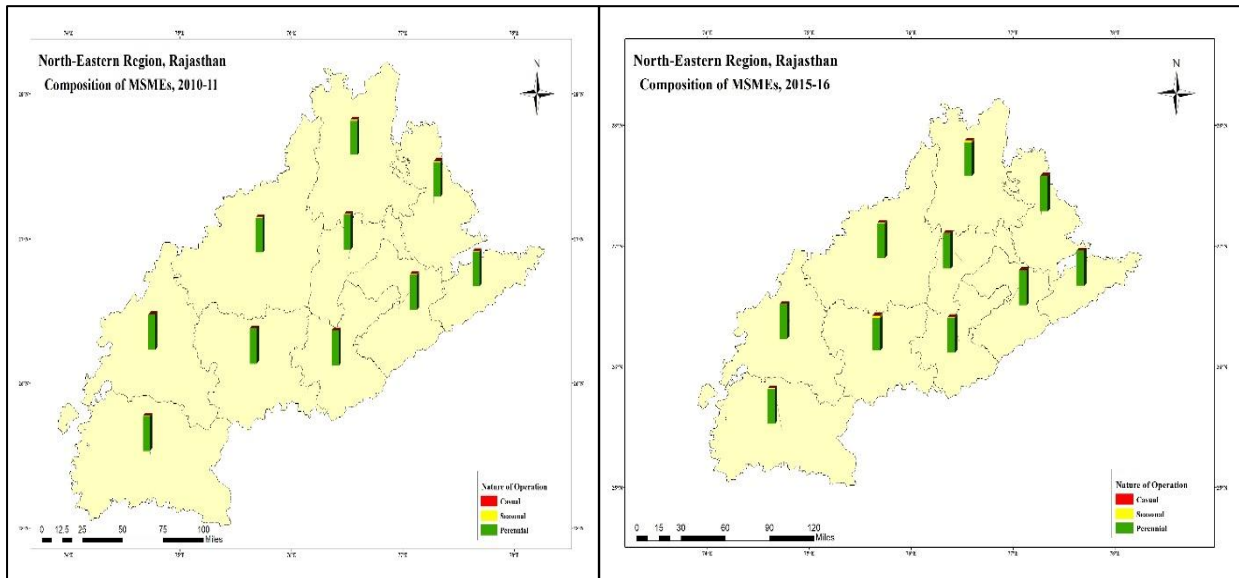 North-Eastern Region, Rajasthan
Composition of MSMEs, 2010-11
N
Nature of Operation
Casual
Seasonal
Perennial
0 12.5 25 50 75 100
Miles
North-Eastern Region, Rajasthan
Composition of MSMEs, 2015-16
N
Nature of Operation
Casual
Seasonal
Perennial
0 15 30 60 90 120
Miles